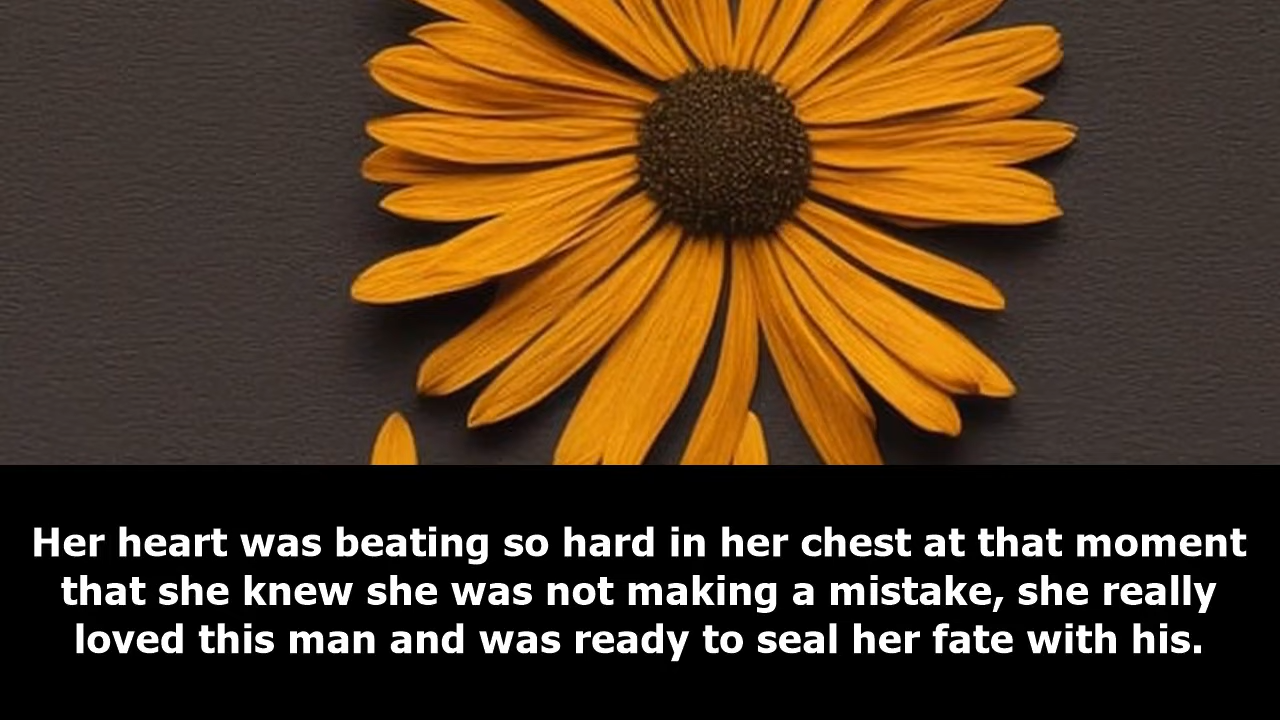 Her heart was beating so hard in her chest at that moment
that she knew she was not making a mistake, she really
loved this man and was ready to seal her fate with his.